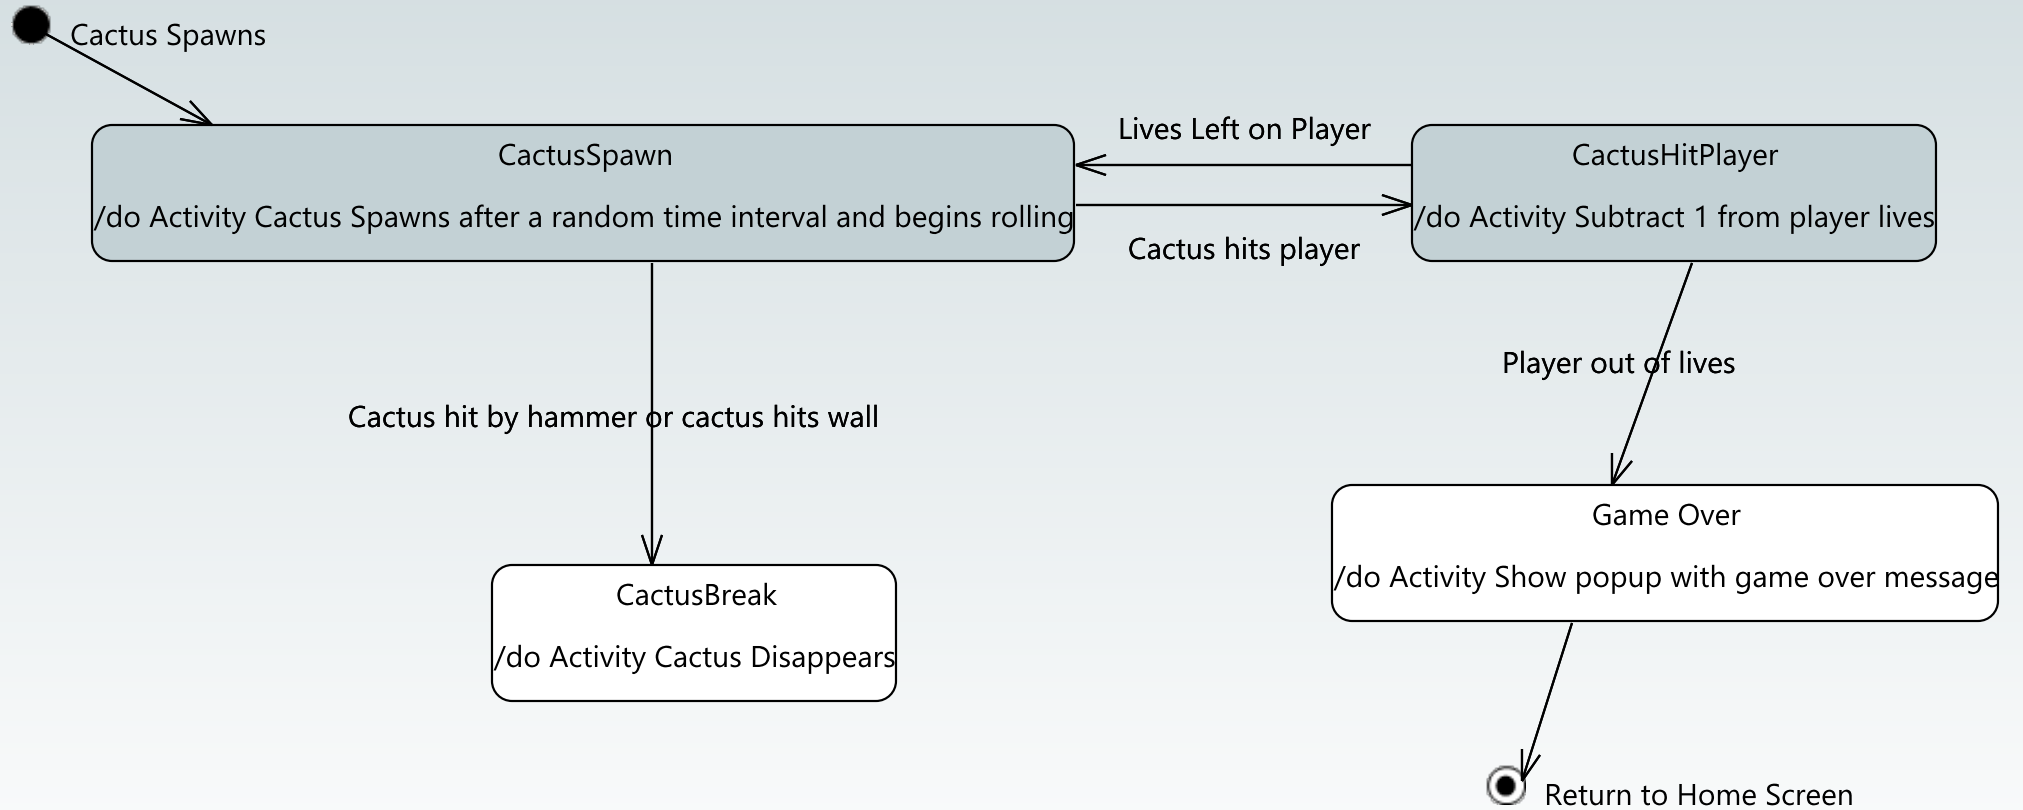 Cactus Spawns
CactusSpawn
/do Activity Cactus Spawns after a random time interval and begins rolling
Lives Left on Player
Cactus hits player
CactusHitPlayer
/do Activity Subtract 1 from player lives
Player out of lives
Cactus hit by hammer or cactus hits wall
Game Over
/do Activity Show popup with game over message
CactusBreak
/do Activity Cactus Disappears
Return to Home Screen